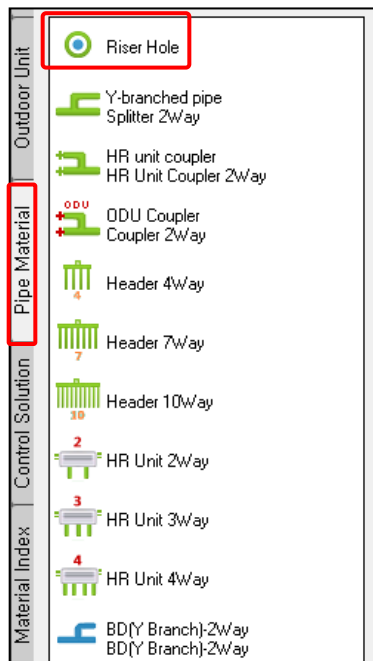 Outdoor Unit
Pipe Material
Control Solution
Material Index
Riser Hole
Y-branched pipe
Splitter 2Way
HR unit coupler
HR Unit Coupler 2Way
ODU
ODU Coupler
Coupler 2Way
4
Header 4Way
7
Header 7Way
10
Header 10Way
2
HR Unit 2Way
3
HR Unit 3Way
4
HR Unit 4Way
BD(Y Branch)-2Way
BD(Y Branch)-2Way